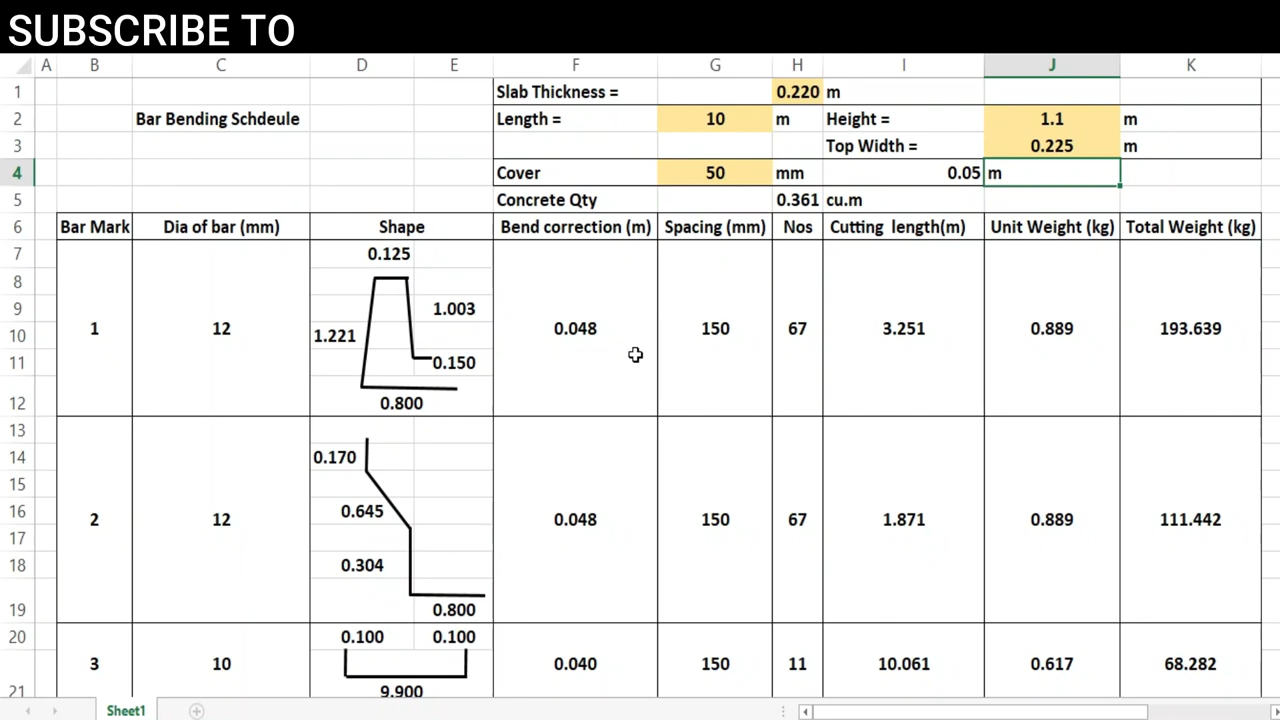 SUBSCRIBE TO
A B C D E F G H I J K
1 Slab Thickness = 0.220 m
2 Bar Bending Schdeule Length = 10 m Height = 1.1 m
3 Top Width = 0.225 m
4 Cover 50 mm 0.05 m
5 Concrete Qty 0.361 cu.m
6 Bar Mark Dia of bar (mm) Shape Bend correction (m) Spacing (mm) Nos Cutting length(m) Unit Weight (kg) Total Weight (kg)
7 0.125
8
9 1.003
10 1 12 1.221 0.048 150 67 3.251 0.889 193.639
11 0.150
12 0.800
13
14 0.170
15
16 2 12 0.645 0.048 150 67 1.871 0.889 111.442
17
18 0.304
19 0.800
20 0.100 0.100
3 10 0.040 150 11 10.061 0.617 68.282
21 9.900
Sheet1